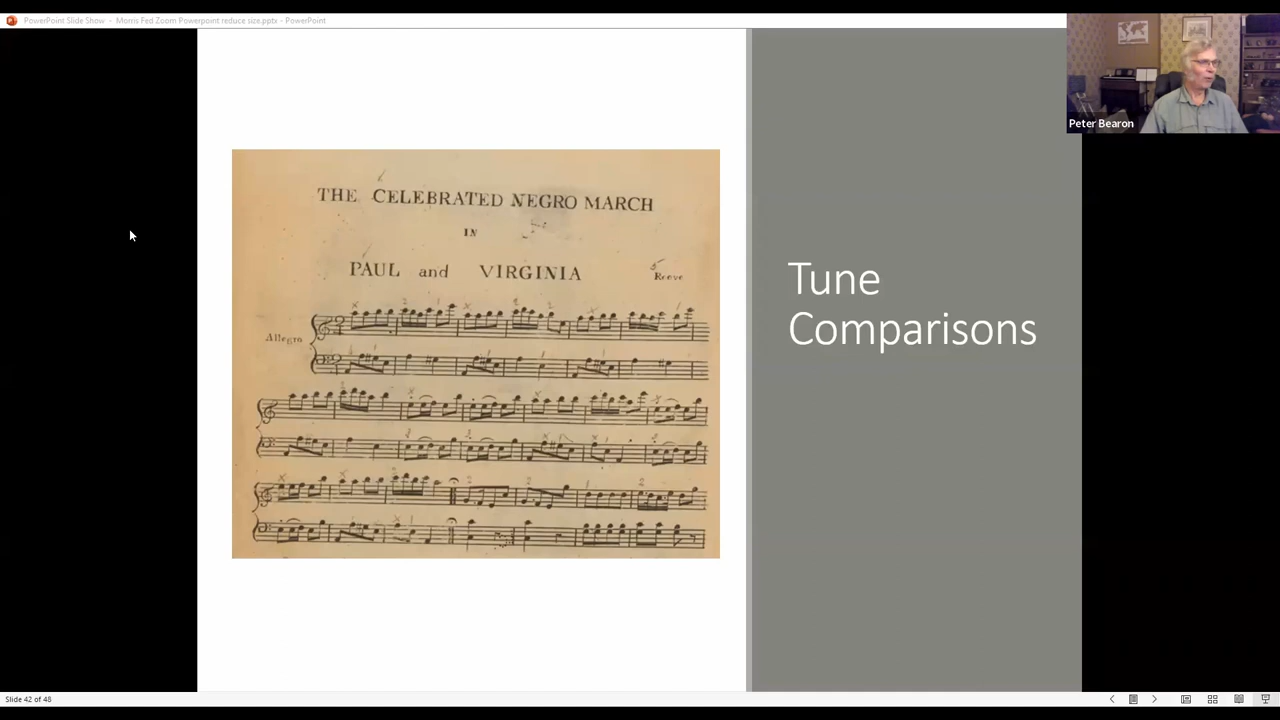 PowerPoint Slide Show - Morris Fed Zoom Powerpoint reduce size.pptx - PowerPoint
Peter Bearon
THE CELEBRATED NEGRO MARCH
IN
PAUL and VIRGINIA
Reeve
Allegro
Tune
Comparisons
Slide 42 of 48